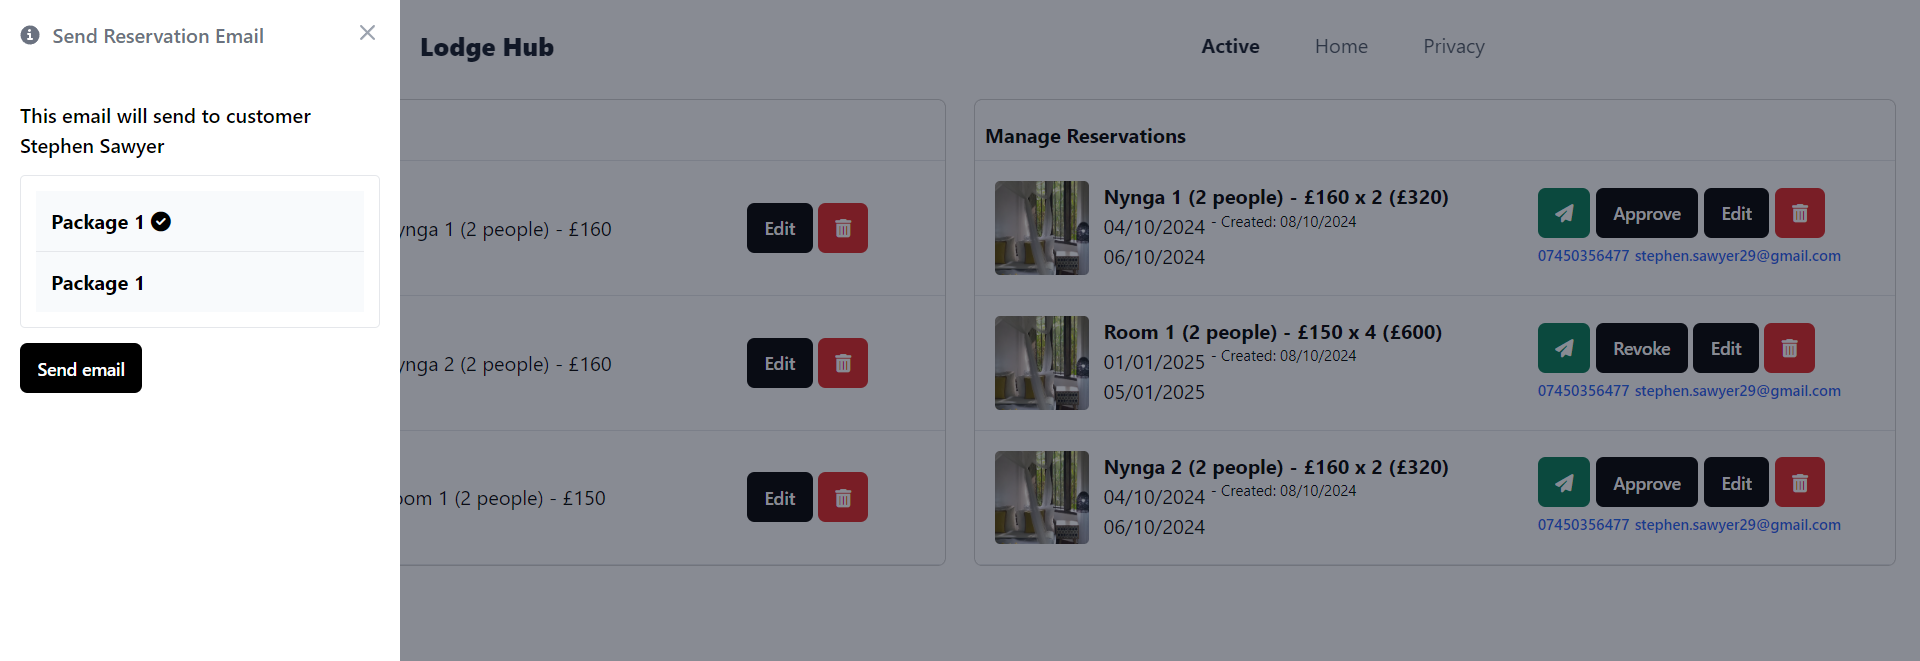 Send Reservation Email
This email will send to customer
Stephen Sawyer
Package 1
Package 1
Send email
Lodge Hub
Active
Home
Privacy
ynga 1 (2 people) - £160
Edit
ynga 2 (2 people) - £160
Edit
oom 1 (2 people) - £150
Edit
Manage Reservations
Nynga 1 (2 people) - £160 x 2 (£320)
04/10/2024 - Created: 08/10/2024
06/10/2024
Approve
Edit
07450356477 stephen.sawyer29@gmail.com
Room 1 (2 people) - £150 x 4 (£600)
01/01/2025 - Created: 08/10/2024
05/01/2025
Revoke
Edit
07450356477 stephen.sawyer29@gmail.com
Nynga 2 (2 people) - £160 x 2 (£320)
04/10/2024 - Created: 08/10/2024
06/10/2024
Approve
Edit
07450356477 stephen.sawyer29@gmail.com